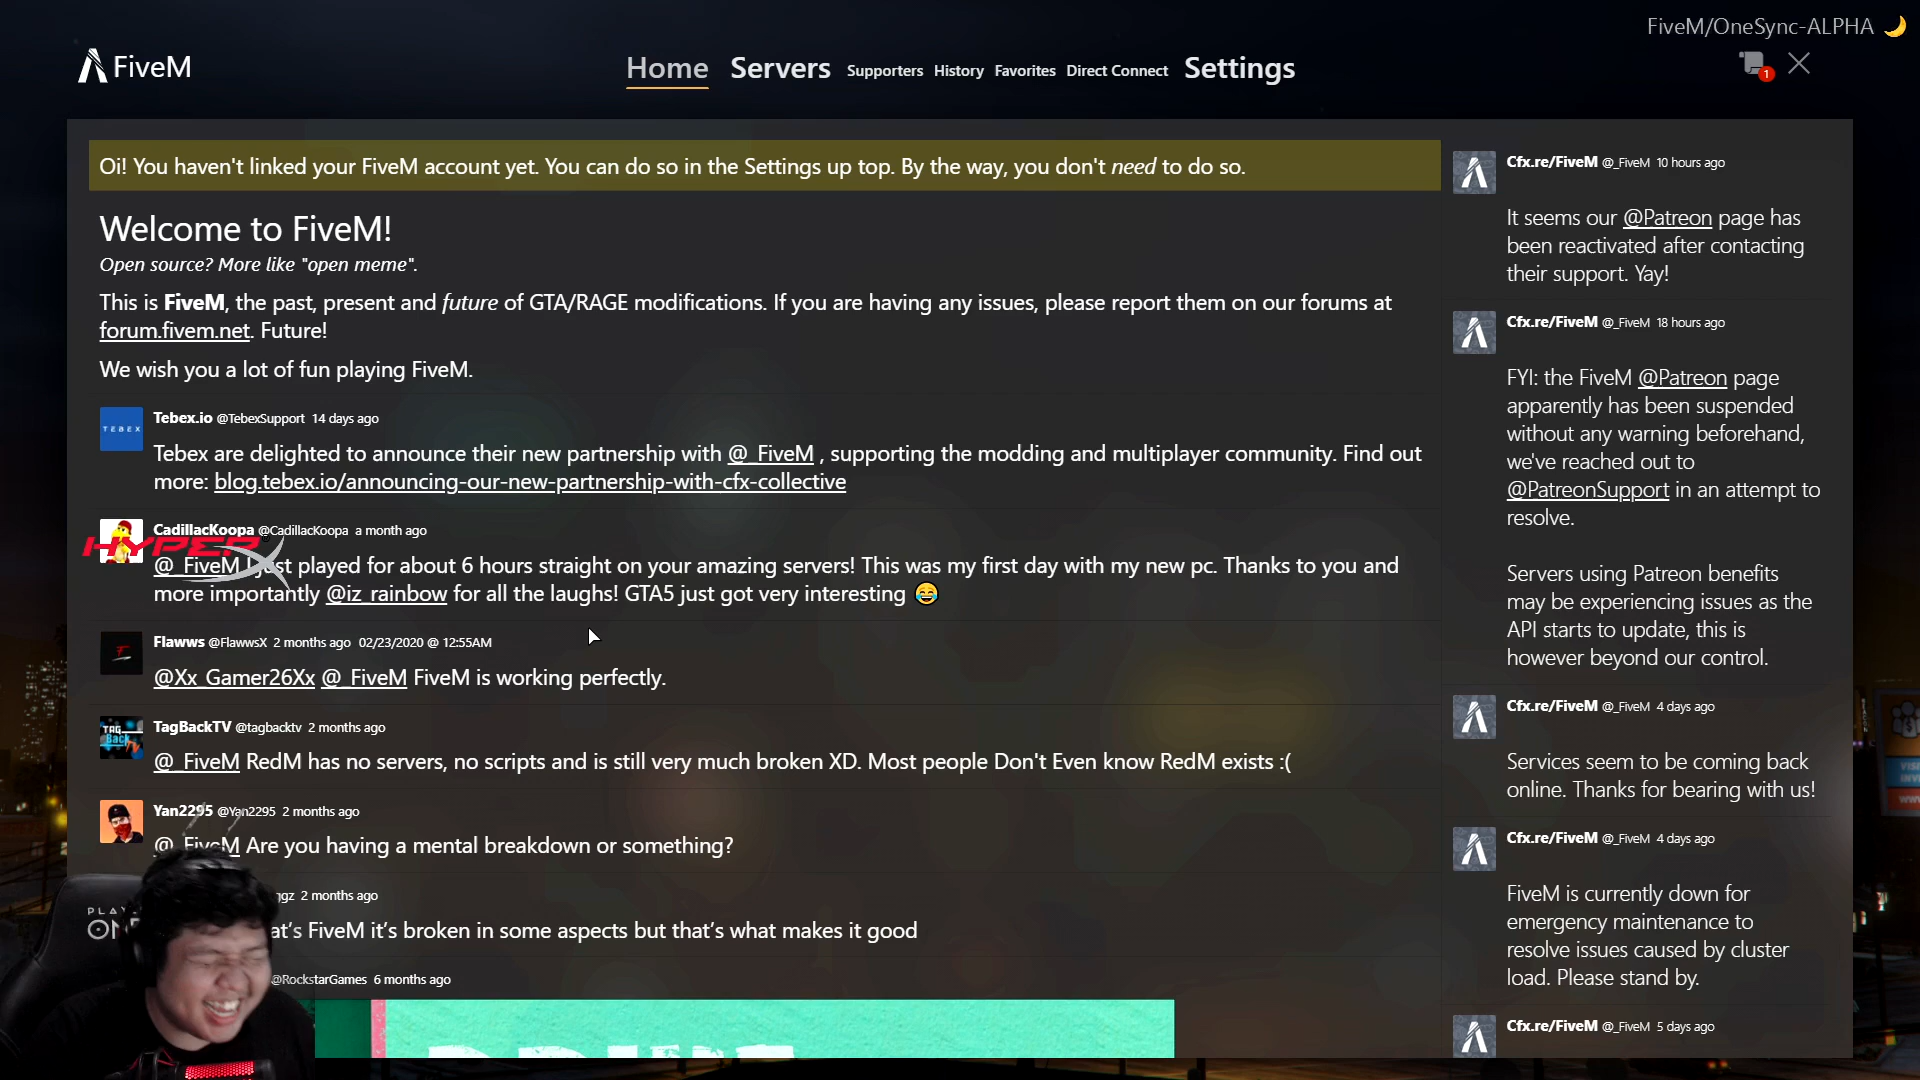 FiveM/OneSync-ALPHA
FiveM
Home Servers Supporters History Favorites Direct Connect Settings
1
Oi! You haven't linked your FiveM account yet. You can do so in the Settings up top. By the way, you don't need to do so.
Welcome to FiveM!
Open source? More like "open meme".
This is FiveM, the past, present and future of GTA/RAGE modifications. If you are having any issues, please report them on our forums at
forum.fivem.net. Future!
We wish you a lot of fun playing FiveM.
TEBEX
Tebex.io @TebexSupport 14 days ago
Tebex are delighted to announce their new partnership with @_FiveM , supporting the modding and multiplayer community. Find out
more: blog.tebex.io/announcing-our-new-partnership-with-cfx-collective
CadillacKoopa @CadillacKoopa a month ago
HYPERX
@_FiveM I just played for about 6 hours straight on your amazing servers! This was my first day with my new pc. Thanks to you and
more importantly @iz_rainbow for all the laughs! GTA5 just got very interesting 😂
Flawws @FlawwsX 2 months ago 02/23/2020 @ 12:55AM
@Xx_Gamer26Xx @_FiveM FiveM is working perfectly.
TAG Back
TagBackTV @tagbacktv 2 months ago
@_FiveM RedM has no servers, no scripts and is still very much broken XD. Most people Don't Even know RedM exists :(
Yan2295 @Yan2295 2 months ago
@_FiveM Are you having a mental breakdown or something?
2 months ago
at's FiveM it's broken in some aspects but that's what makes it good
@RockstarGames 6 months ago
Cfx.re/FiveM @_FiveM 10 hours ago
It seems our @Patreon page has
been reactivated after contacting
their support. Yay!
Cfx.re/FiveM @_FiveM 18 hours ago
FYI: the FiveM @Patreon page
apparently has been suspended
without any warning beforehand,
we've reached out to
@PatreonSupport in an attempt to
resolve.
Servers using Patreon benefits
may be experiencing issues as the
API starts to update, this is
however beyond our control.
Cfx.re/FiveM @_FiveM 4 days ago
Services seem to be coming back
online. Thanks for bearing with us!
Cfx.re/FiveM @_FiveM 4 days ago
FiveM is currently down for
emergency maintenance to
resolve issues caused by cluster
load. Please stand by.
Cfx.re/FiveM @_FiveM 5 days ago